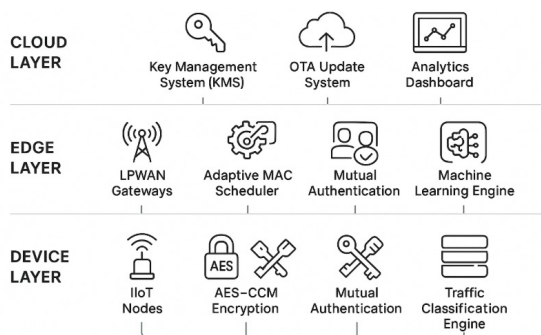 CLOUD
LAYER
Key Management
System (KMS)
OTA Update
System
Analytics
Dashboard
EDGE
LAYER
LPWAN
Gateways
Adaptive MAC
Scheduler
Mutual
Authentication
Machine
Learning Engine
DEVICE
LAYER
IIoT
Nodes
AES
AES–CCM
Encryption
Mutual
Authentication
Traffic
Classification
Engine